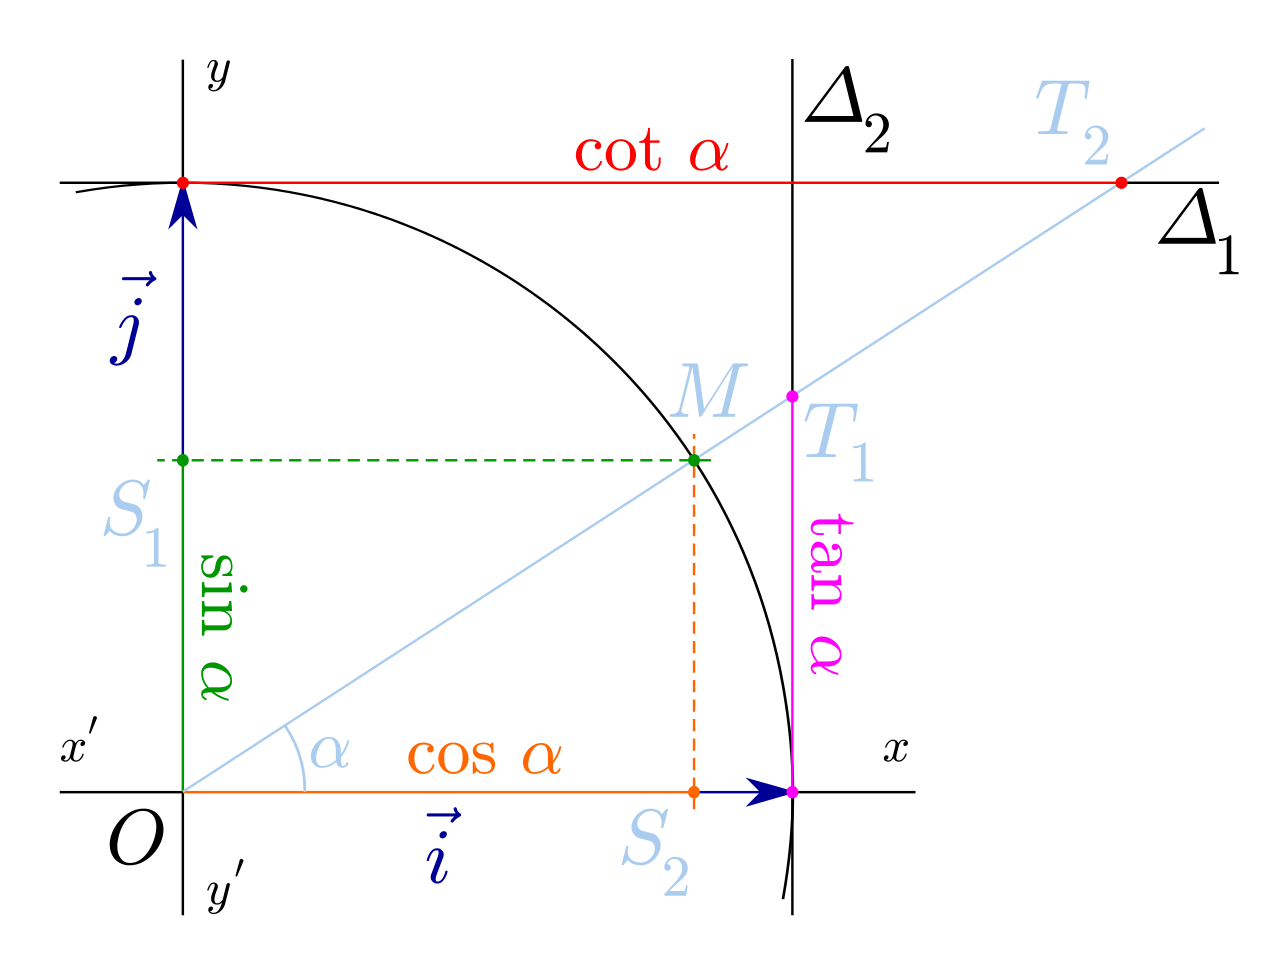 y
Δ₂
T₂
cot α
Δ₁
j⃗
M
T₁
S₁
sin α
tan α
x′
α
cos α
x
O
i⃗
S₂
y′